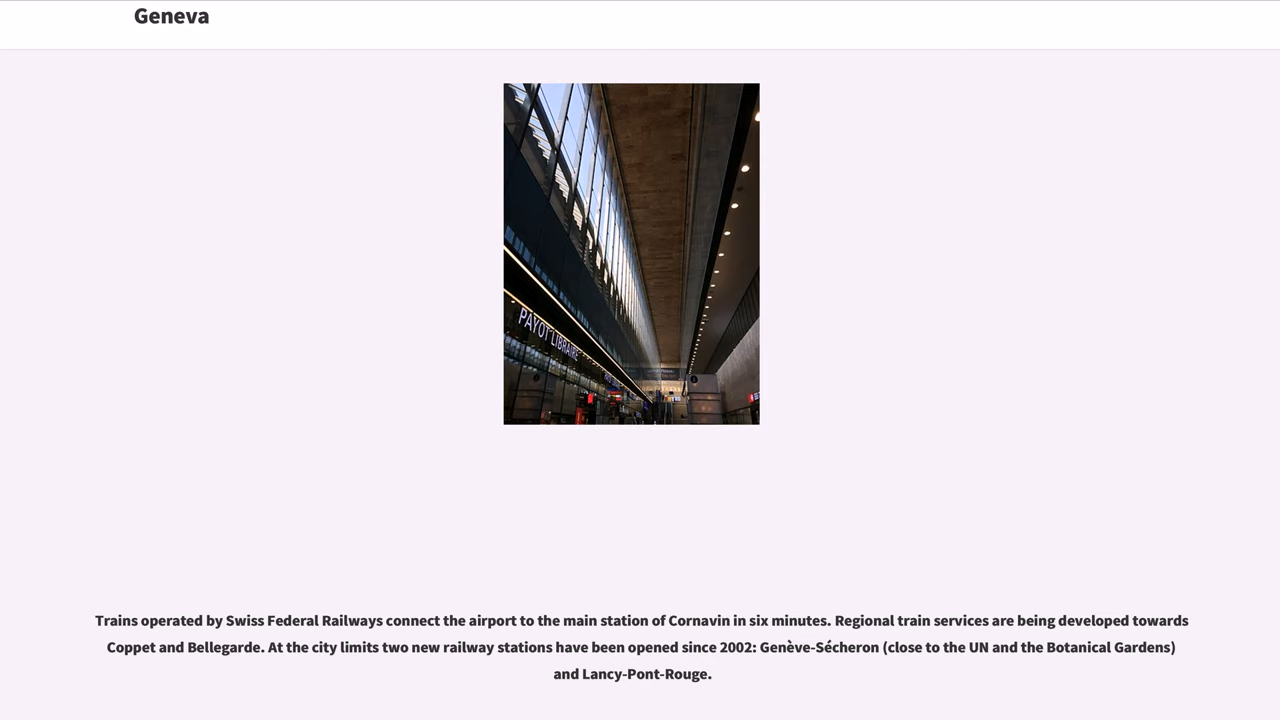 Geneva
PAYOT LIBRAIRE
Trains operated by Swiss Federal Railways connect the airport to the main station of Cornavin in six minutes. Regional train services are being developed towards
Coppet and Bellegarde. At the city limits two new railway stations have been opened since 2002: Genève-Sécheron (close to the UN and the Botanical Gardens)
and Lancy-Pont-Rouge.